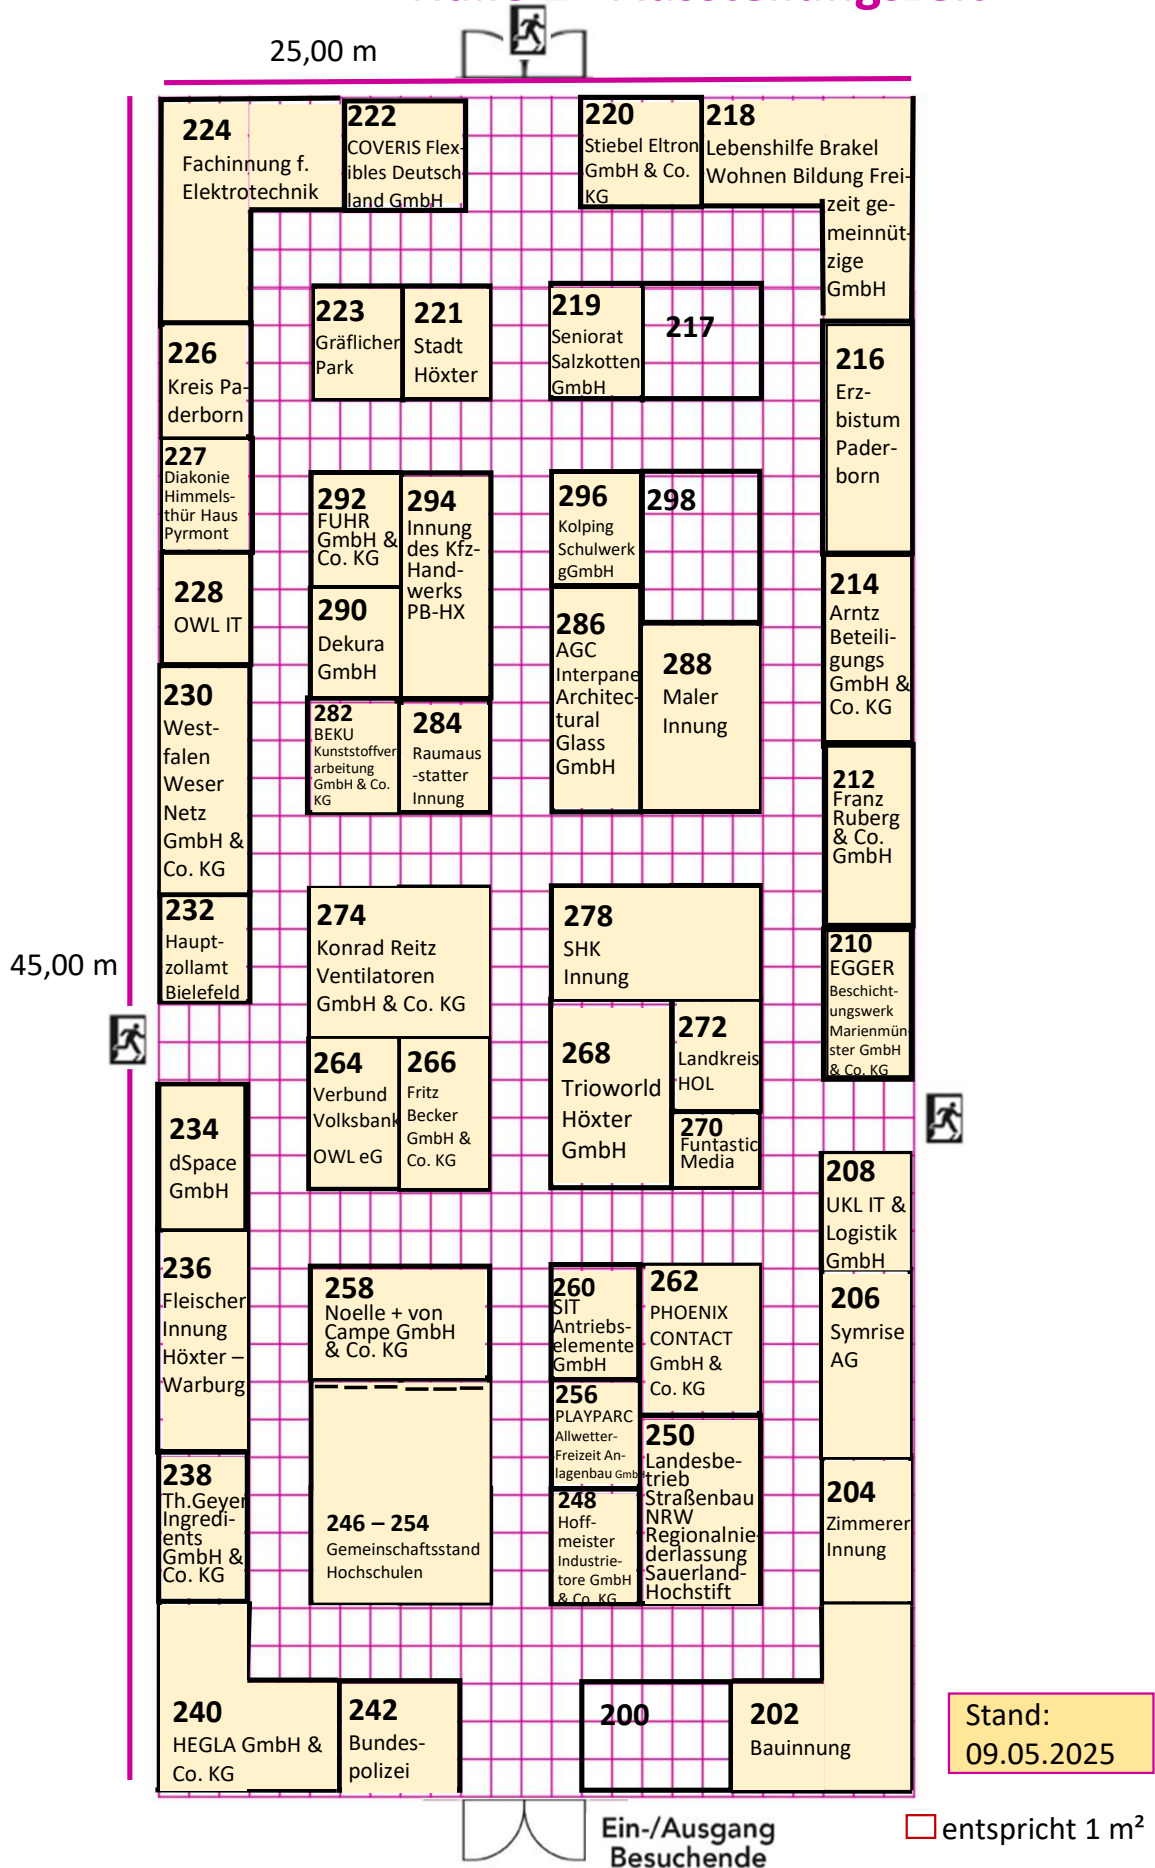 25,00 m
224
Fachinnung f.
Elektrotechnik
222
COVERIS Flex-
ibles Deutsch-
land GmbH
220
Stiebel Eltron
GmbH & Co.
KG
218
Lebenshilfe Brakel
Wohnen Bildung Frei-
zeit ge-
meinnüt-
zige
GmbH
223
Gräflicher
Park
221
Stadt
Höxter
219
Seniorat
Salzkotten
GmbH
217
226
Kreis Pa-
derborn
216
Erz-
bistum
Pader-
born
227
Diakonie
Himmels-
thür Haus
Pyrmont
292
FUHR
GmbH &
Co. KG
294
Innung
des Kfz-
Hand-
werks
PB-HX
296
Kolping
Schulwerk
gGmbH
298
228
OWL IT
290
Dekura
GmbH
286
AGC
Interpane
Architec-
tural
Glass
GmbH
288
Maler
Innung
214
Arntz
Beteili-
gungs
GmbH &
Co. KG
230
West-
falen
Weser
Netz
GmbH &
Co. KG
282
BEKU
Kunststoffver
arbeitung
GmbH & Co.
KG
284
Raumaus
-statter
Innung
212
Franz
Ruberg
& Co.
GmbH
232
Haupt-
zollamt
Bielefeld
274
Konrad Reitz
Ventilatoren
GmbH & Co. KG
278
SHK
Innung
210
EGGER
Beschicht-
ungswerk
Marienmün-
ster GmbH
& Co. KG
45,00 m
264
Verbund
Volksbank
OWL eG
266
Fritz
Becker
GmbH &
Co. KG
268
Trioworld
Höxter
GmbH
272
Landkreis
HOL
270
Funtastic
Media
234
dSpace
GmbH
208
UKL IT &
Logistik
GmbH
236
Fleischer
Innung
Höxter –
Warburg
258
Noelle + von
Campe GmbH
& Co. KG
260
SIT
Antriebs-
elemente
GmbH
262
PHOENIX
CONTACT
GmbH &
Co. KG
206
Symrise
AG
256
PLAYPARC
Allwetter-
Freizeit An-
lagenbau GmbH
250
Landesbe-
trieb
Straßenbau
NRW
Regionalnie-
derlassung
Sauerland-
Hochstift
238
Th.Geyer
Ingredi-
ents
GmbH &
Co. KG
246 – 254
Gemeinschaftsstand
Hochschulen
248
Hoff-
meister
Industrie-
tore GmbH
& Co. KG
204
Zimmerer
Innung
240
HEGLA GmbH &
Co. KG
242
Bundes-
polizei
200
202
Bauinnung
Stand:
09.05.2025
Ein-/Ausgang
Besuchende
entspricht 1 m²